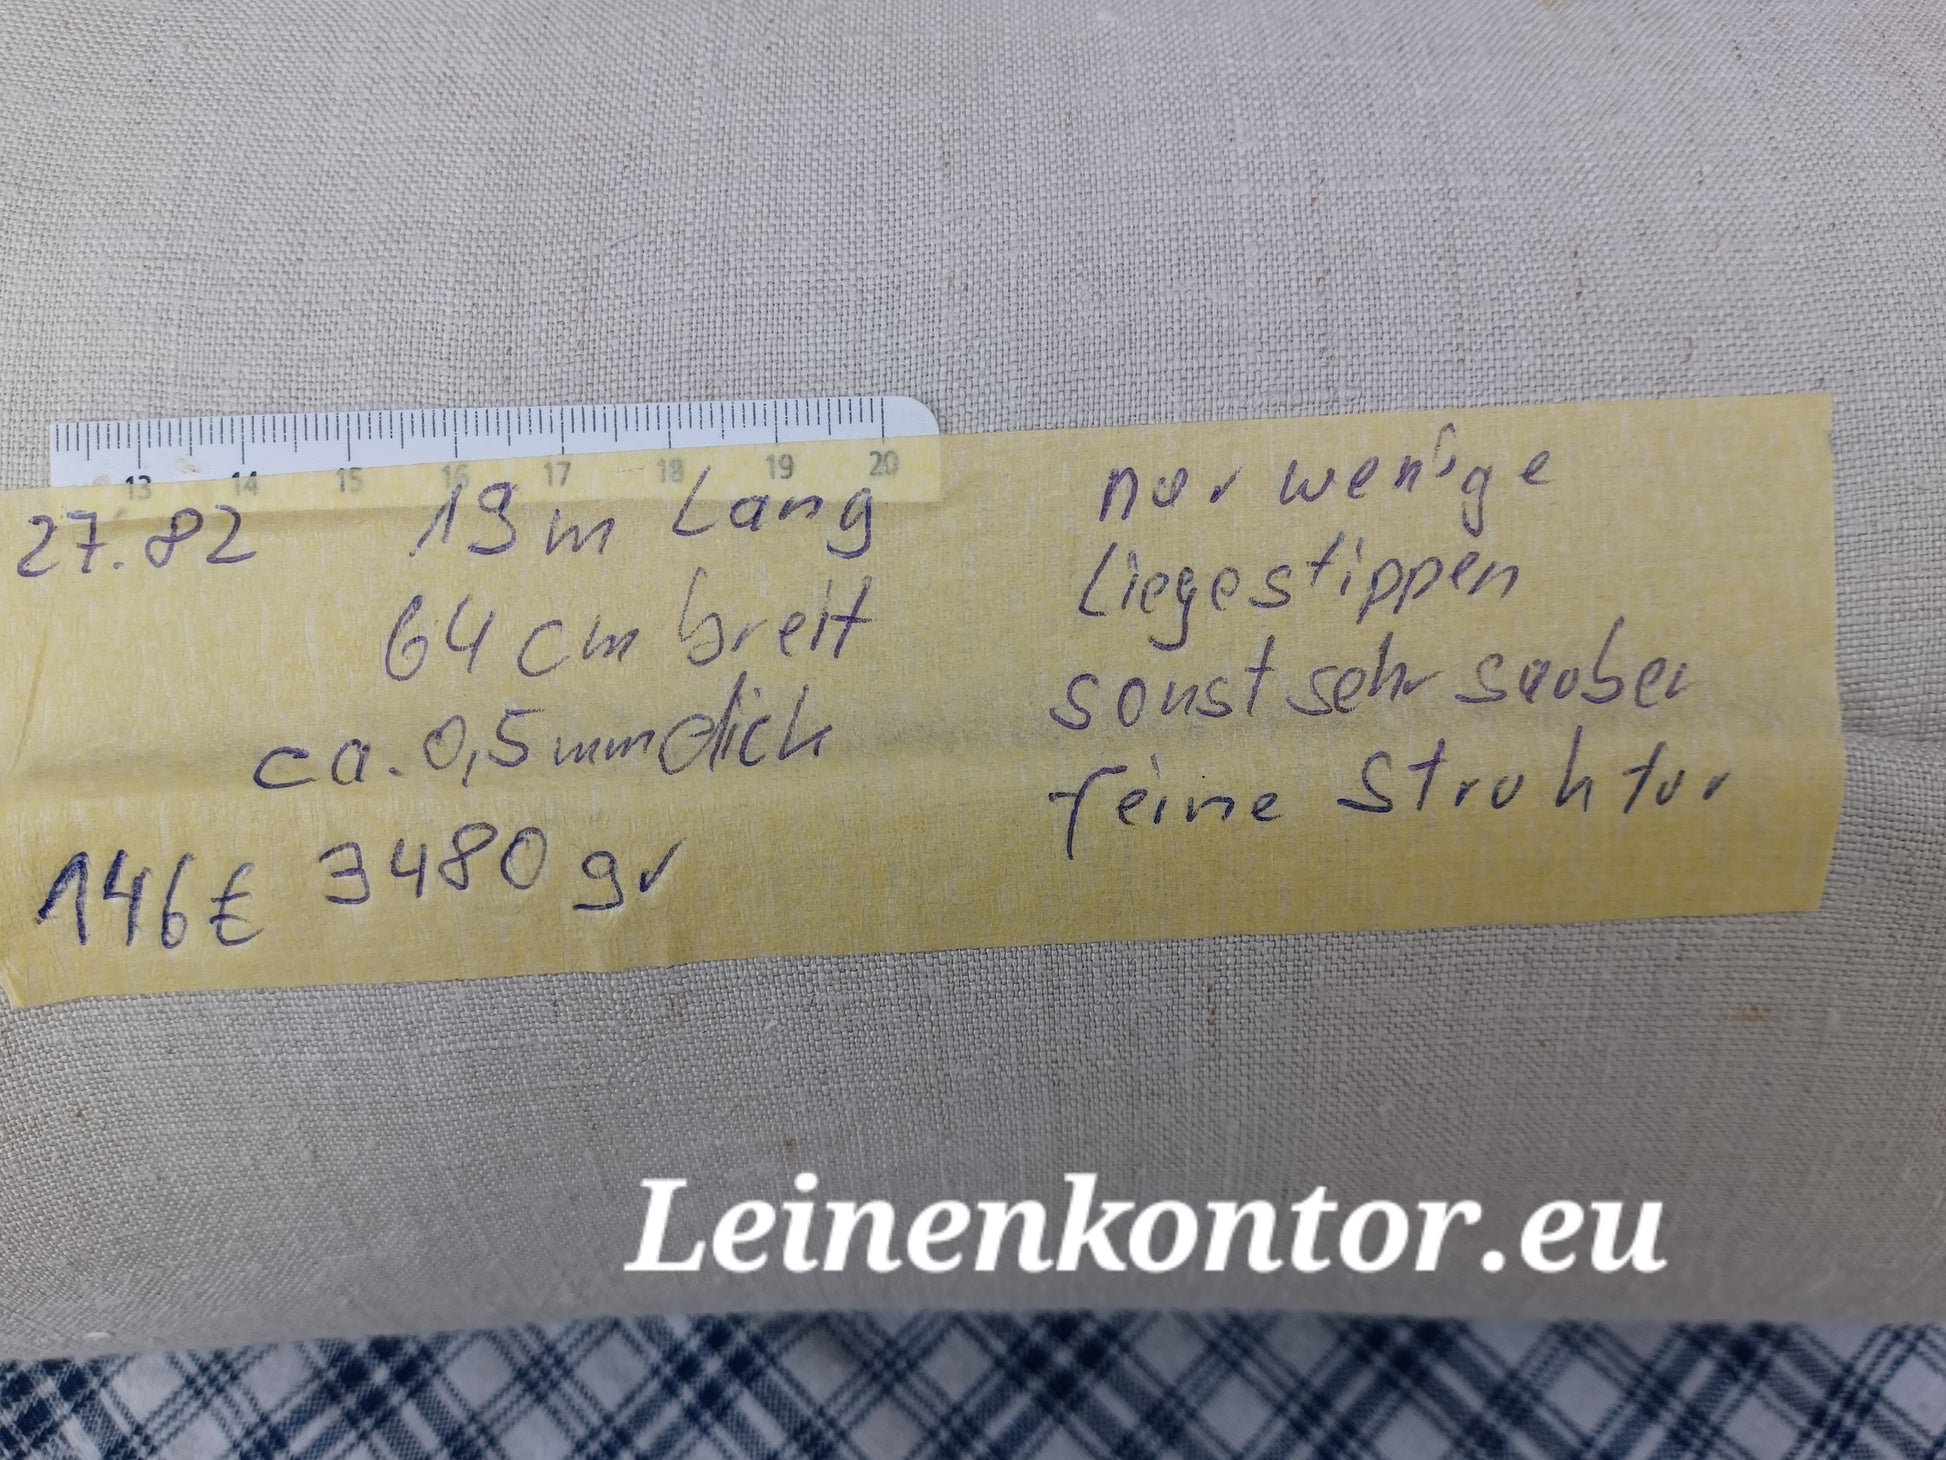 13 14 15 16 17 18 19 20
27.82 19 m Lang
64 cm breit
ca. 0,5 mm dick
146€ 3480 gr
nur wenige
Liegestippen
sonst sehr sauber
feine Struktur
Leinenkontor.eu